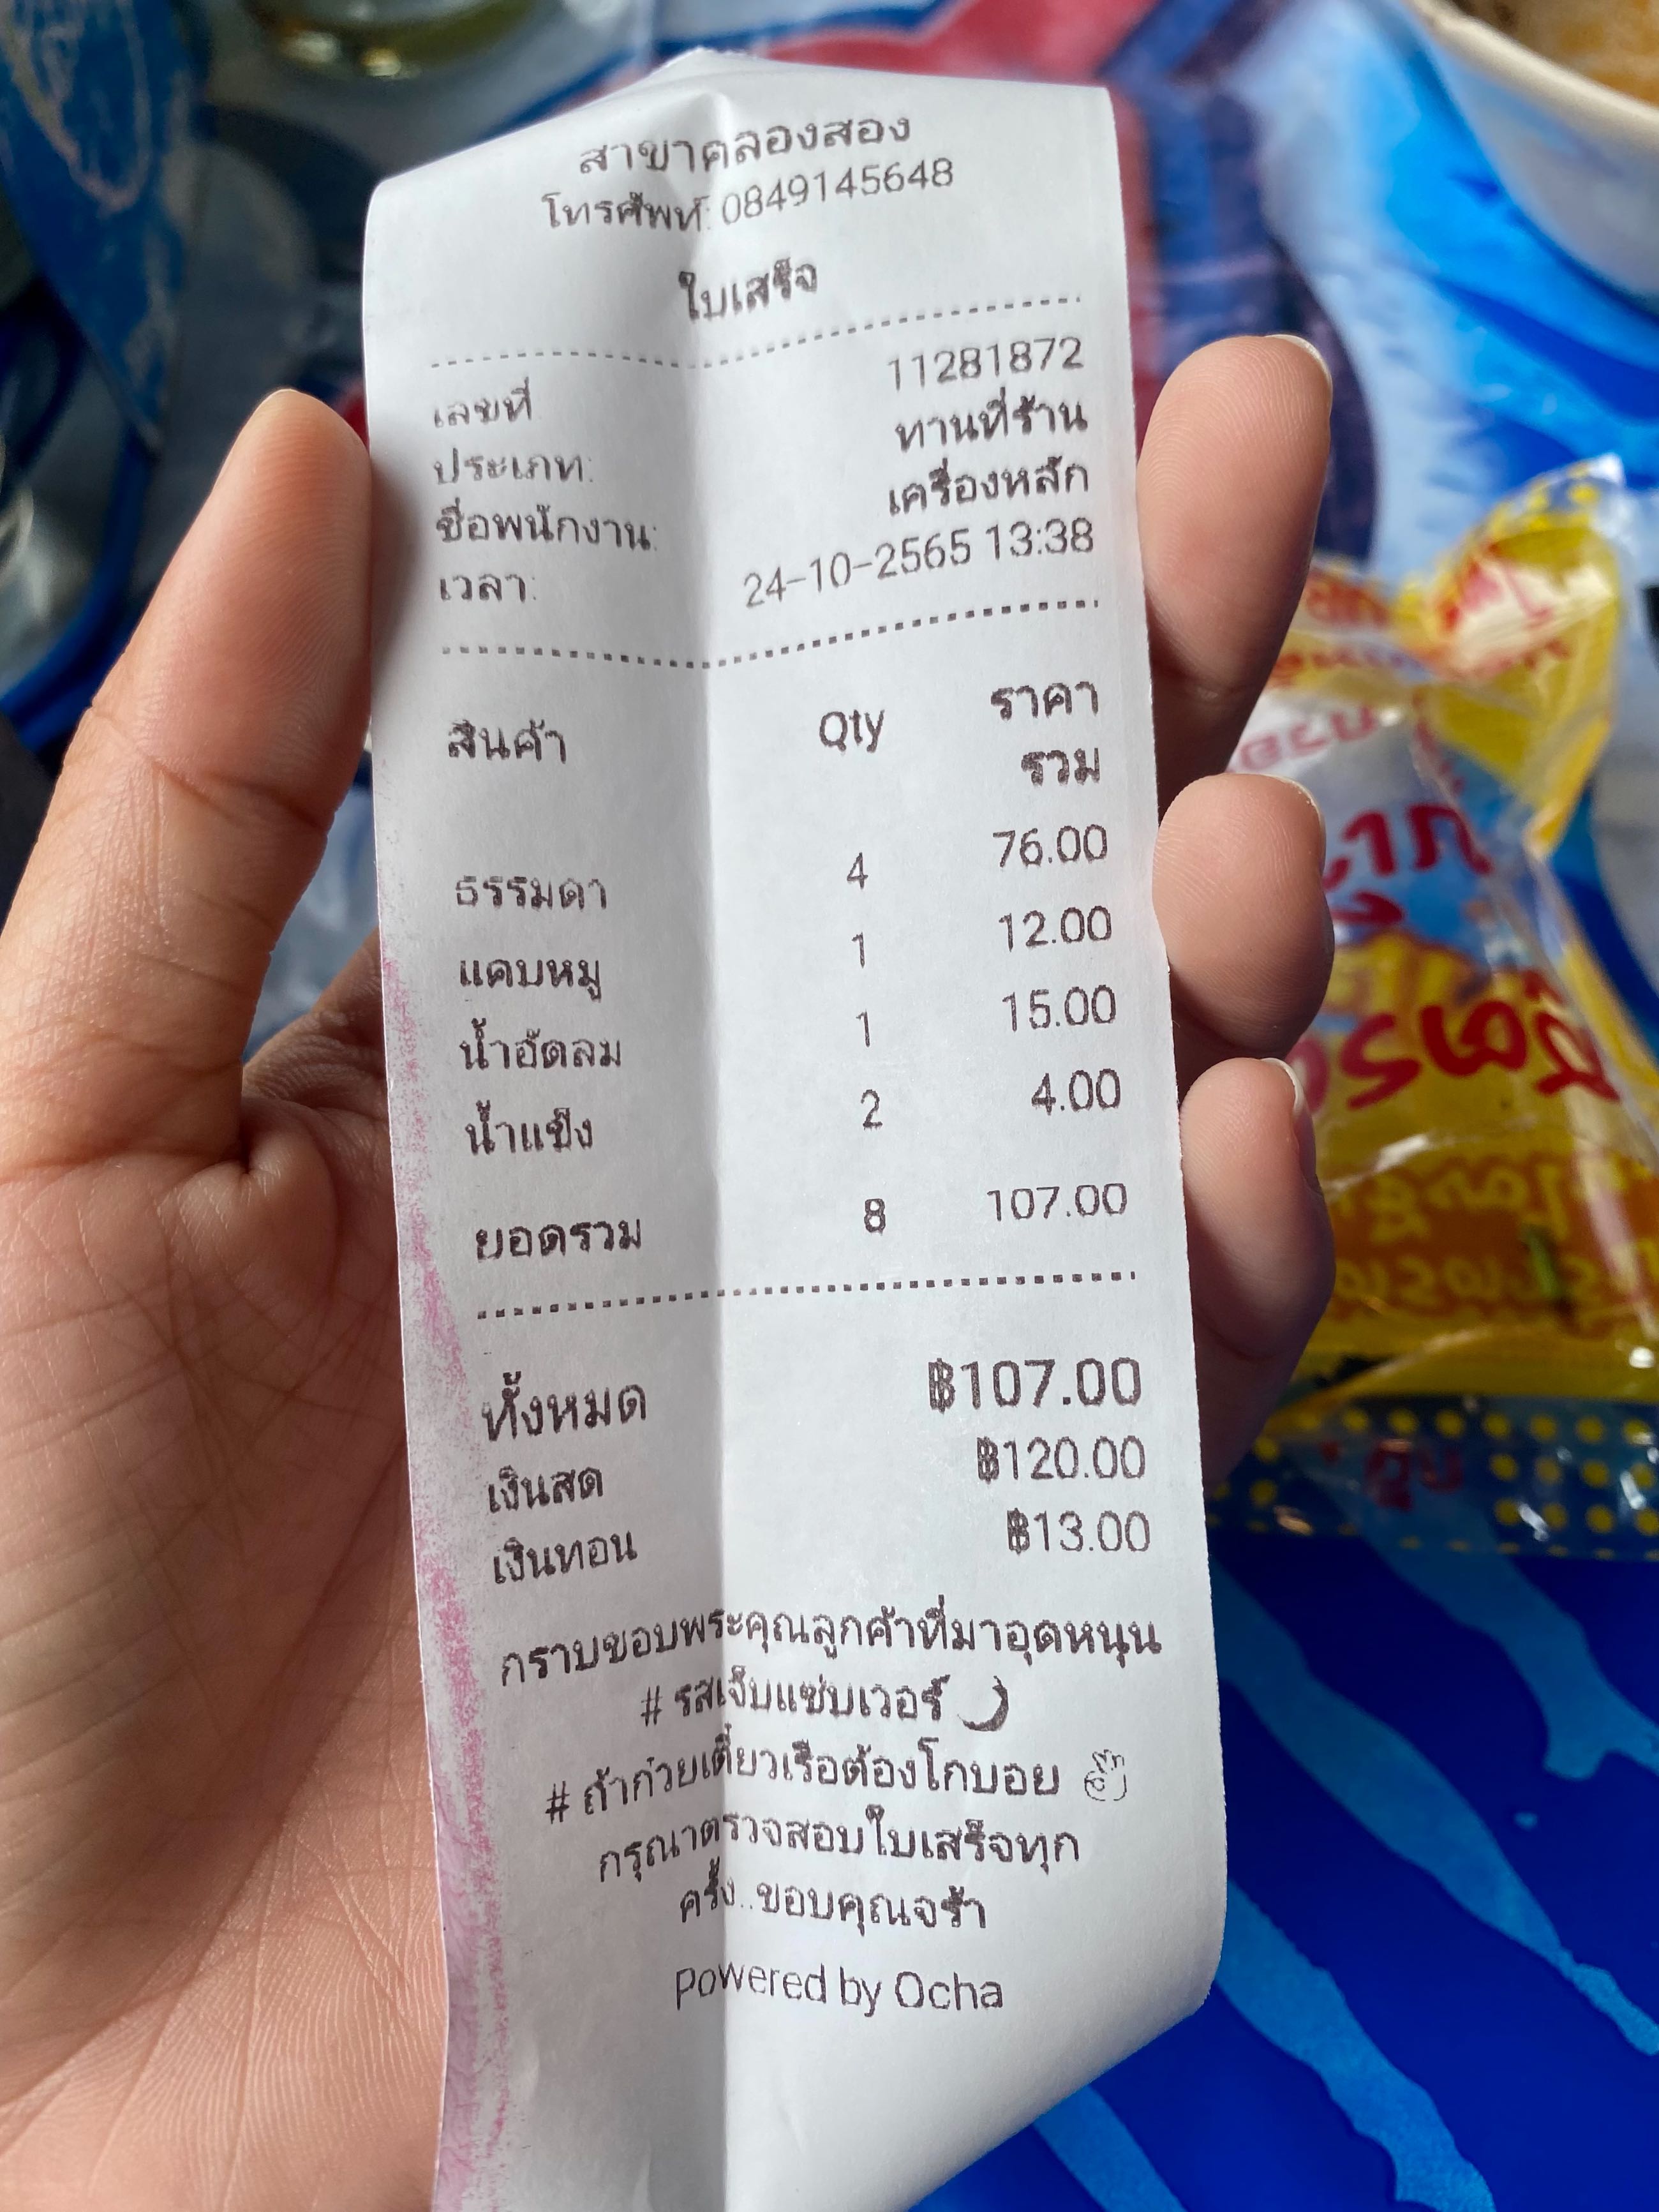 สาขาคลองสอง
โทรศัพท์: 0849145648
ใบเสร็จ
เลขที่ 11281872
ประเภท: ทานที่ร้าน
ชื่อพนักงาน: เครื่องหลัก
เวลา: 24-10-2565 13:38
สินค้า Qty ราคา
รวม
ธรรมดา 4 76.00
แคบหมู 1 12.00
น้ำอัดลม 1 15.00
น้ำแข็ง 2 4.00
ยอดรวม 8 107.00
ทั้งหมด ฿107.00
เงินสด ฿120.00
เงินทอน ฿13.00
กราบขอบพระคุณลูกค้าที่มาอุดหนุน
# รสเจ็บแซ่บเวอร์ 🌙
# ถ้าก๋วยเตี๋ยวเรือต้องโกบอย 👌
กรุณาตรวจสอบใบเสร็จทุก
ครั้ง..ขอบคุณจร้า
Powered by Ocha